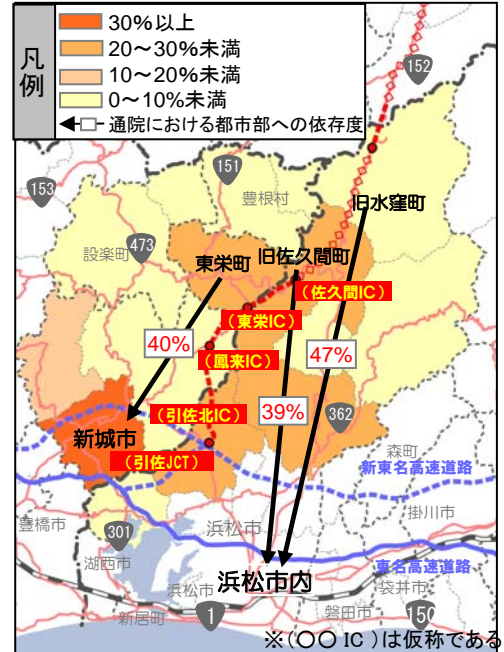 凡例
30%以上
20～30%未満
10～20%未満
0～10%未満
通院における都市部への依存度
152
151
153
豊根村
旧水窪町
473
設楽町
東栄町
旧佐久間町
（佐久間IC）
（東栄IC）
40%
（鳳来IC）
47%
39%
（引佐北IC）
362
新城市
（引佐JCT）
森町
新東名高速道路
掛川市
豊橋市
301
浜松市
湖西市
東名高速道路
浜松市
浜松市内
袋井市
新居町
1
磐田市
150
※（〇〇 IC ）は仮称である